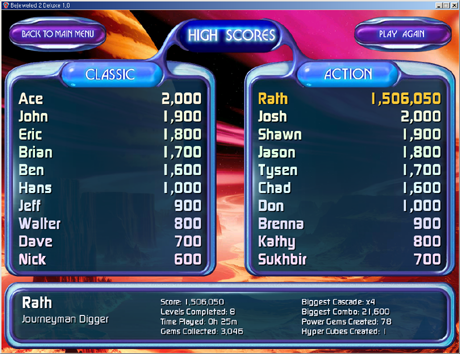 Bejeweled 2 Deluxe 1.0
BACK TO MAIN MENU
HIGH SCORES
PLAY AGAIN
CLASSIC
Ace 2,000
John 1,900
Eric 1,800
Brian 1,700
Ben 1,600
Hans 1,000
Jeff 900
Walter 800
Dave 700
Nick 600
ACTION
Rath 1,506,050
Josh 2,000
Shawn 1,900
Jason 1,800
Tysen 1,700
Chad 1,600
Don 1,000
Brenna 900
Kathy 800
Sukhbir 700
Rath
Journeyman Digger
Score: 1,506,050
Levels Completed: 8
Time Played: 0h 25m
Gems Collected: 3,046
Biggest Cascade: x4
Biggest Combo: 21,600
Power Gems Created: 78
Hyper Cubes Created: 1